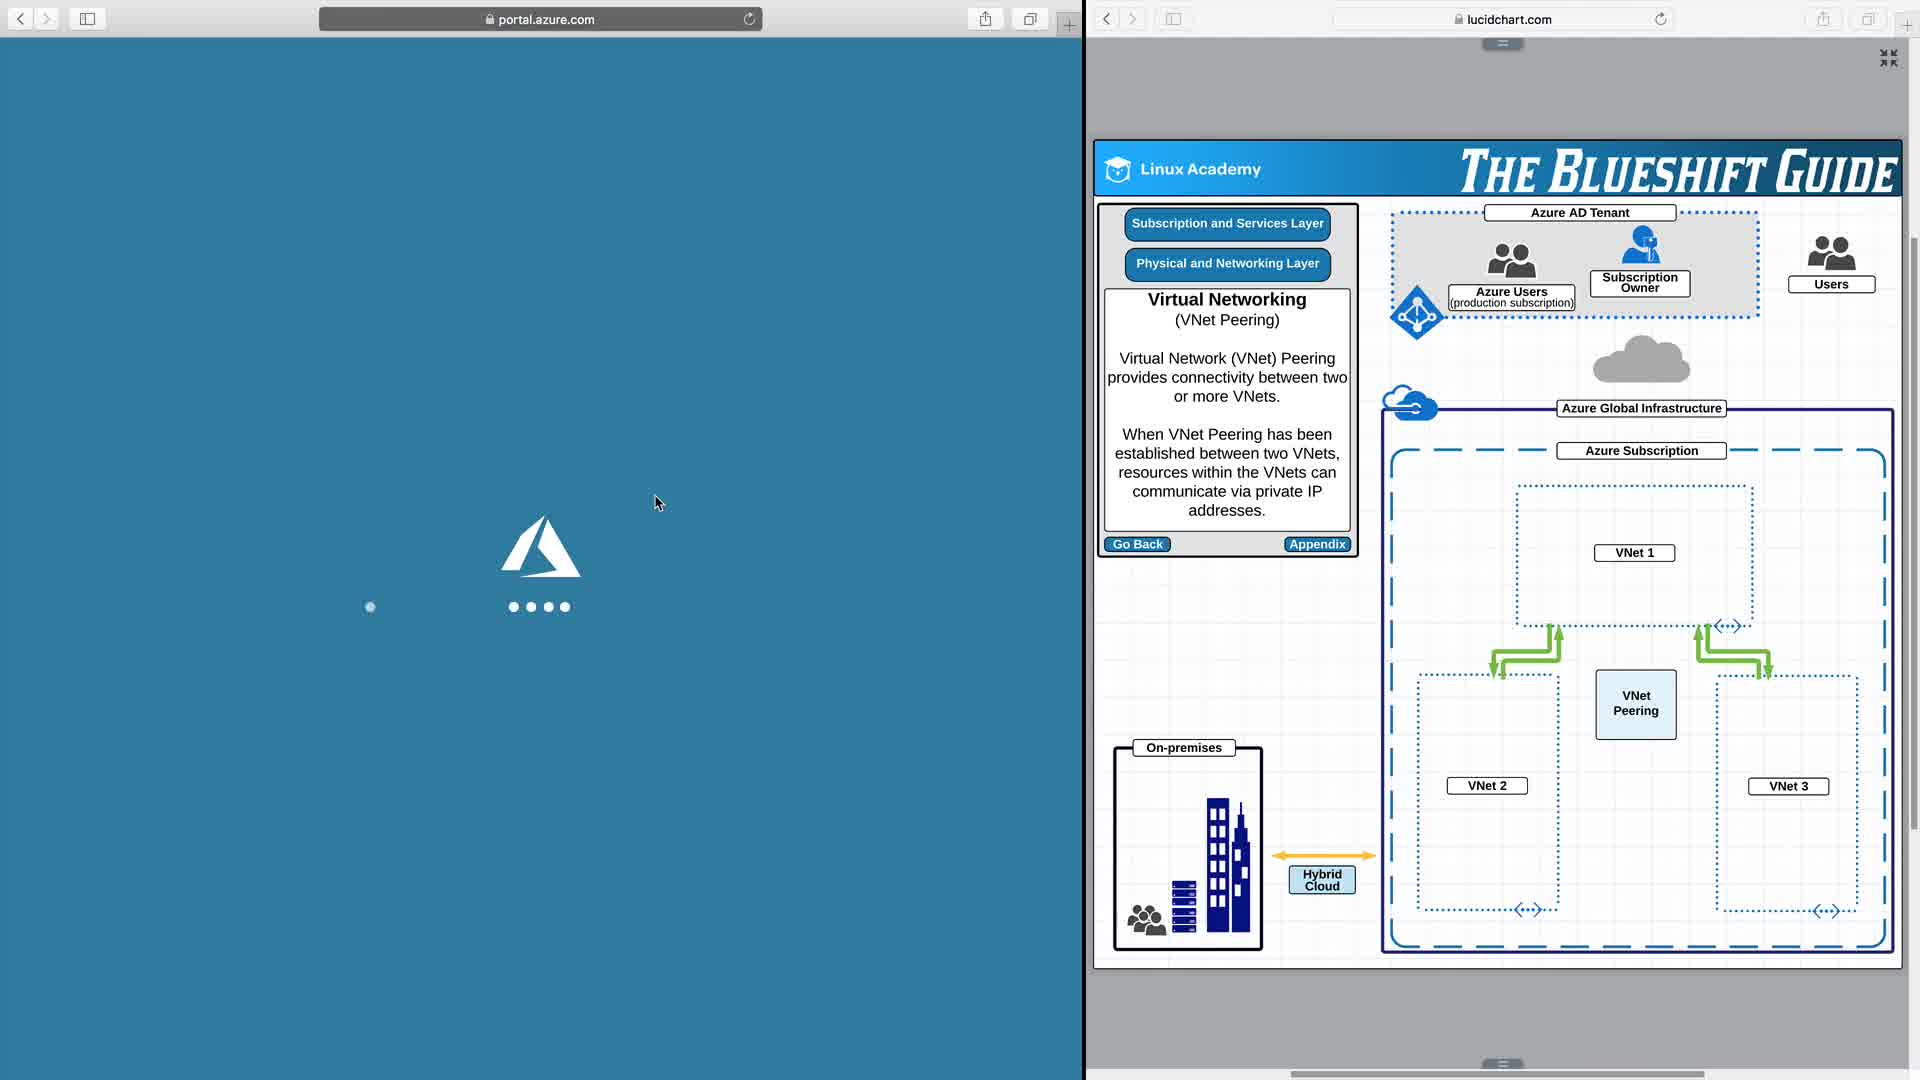 portal.azure.com
lucidchart.com
Linux Academy
THE BLUESHIFT GUIDE
Subscription and Services Layer
Physical and Networking Layer
Virtual Networking
(VNet Peering)
Virtual Network (VNet) Peering
provides connectivity between two
or more VNets.
When VNet Peering has been
established between two VNets,
resources within the VNets can
communicate via private IP
addresses.
Go Back
Appendix
Azure AD Tenant
Azure Users
(production subscription)
Subscription
Owner
Users
Azure Global Infrastructure
Azure Subscription
VNet 1
VNet
Peering
VNet 2
VNet 3
On-premises
Hybrid
Cloud